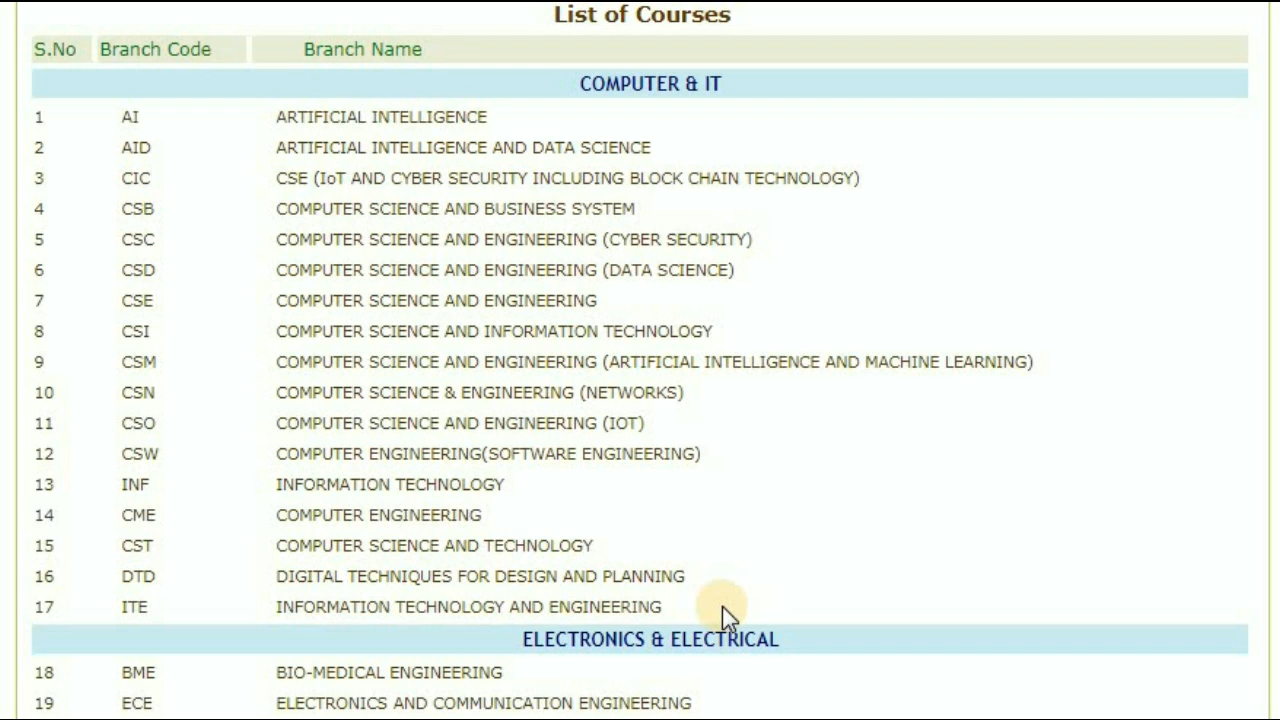 List of Courses
S.No Branch Code Branch Name
COMPUTER & IT
1 AI ARTIFICIAL INTELLIGENCE
2 AID ARTIFICIAL INTELLIGENCE AND DATA SCIENCE
3 CIC CSE (IoT AND CYBER SECURITY INCLUDING BLOCK CHAIN TECHNOLOGY)
4 CSB COMPUTER SCIENCE AND BUSINESS SYSTEM
5 CSC COMPUTER SCIENCE AND ENGINEERING (CYBER SECURITY)
6 CSD COMPUTER SCIENCE AND ENGINEERING (DATA SCIENCE)
7 CSE COMPUTER SCIENCE AND ENGINEERING
8 CSI COMPUTER SCIENCE AND INFORMATION TECHNOLOGY
9 CSM COMPUTER SCIENCE AND ENGINEERING (ARTIFICIAL INTELLIGENCE AND MACHINE LEARNING)
10 CSN COMPUTER SCIENCE & ENGINEERING (NETWORKS)
11 CSO COMPUTER SCIENCE AND ENGINEERING (IOT)
12 CSW COMPUTER ENGINEERING(SOFTWARE ENGINEERING)
13 INF INFORMATION TECHNOLOGY
14 CME COMPUTER ENGINEERING
15 CST COMPUTER SCIENCE AND TECHNOLOGY
16 DTD DIGITAL TECHNIQUES FOR DESIGN AND PLANNING
17 ITE INFORMATION TECHNOLOGY AND ENGINEERING
ELECTRONICS & ELECTRICAL
18 BME BIO-MEDICAL ENGINEERING
19 ECE ELECTRONICS AND COMMUNICATION ENGINEERING